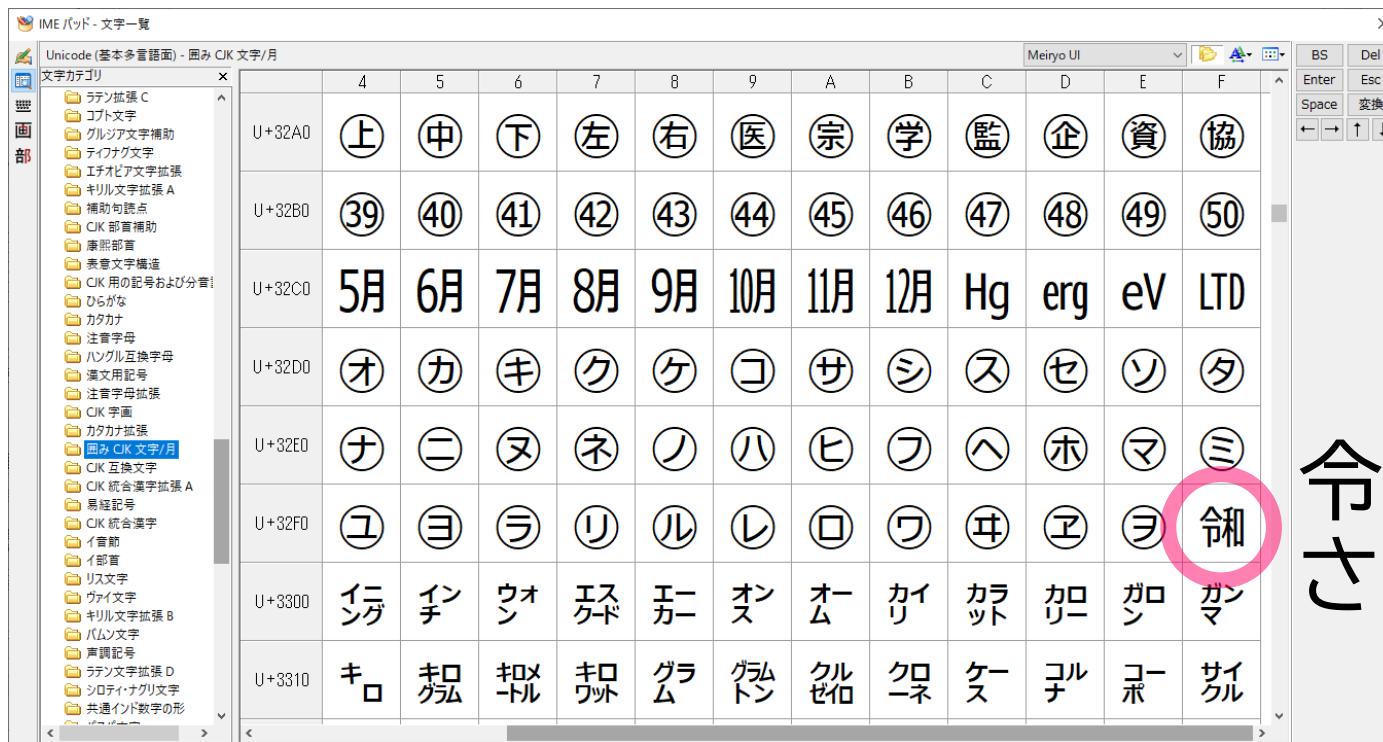 IME パッド - 文字一覧
Unicode (基本多言語面) - 囲み CJK 文字/月
Meiryo UI
BS Del
Enter Esc
Space 変換
← → ↑
画
部
文字カテゴリ
ラテン拡張 C
コプト文字
グルジア文字補助
ティフナグ文字
エチオピア文字拡張
キリル文字拡張 A
補助句読点
CJK 部首補助
康熙部首
表意文字構造
CJK 用の記号および分音
ひらがな
カタカナ
注音字母
ハングル互換字母
漢文用記号
注音字母拡張
CJK 字画
カタカナ拡張
囲み CJK 文字/月
CJK 互換文字
CJK 統合漢字拡張 A
易経記号
CJK 統合漢字
イ音節
イ部首
リス文字
ヴァイ文字
キリル文字拡張 B
バムン文字
声調記号
ラテン文字拡張 D
シロティ・ナグリ文字
共通インド数字の形
4 5 6 7 8 9 A B C D E F
U+32A0 ㊤ ㊥ ㊦ ㊧ ㊨ ㊩ ㊪ ㊫ ㊬ ㊭ ㊮ ㊯
U+32B0 ㊴ ㊵ ㊶ ㊷ ㊸ ㊹ ㊺ ㊻ ㊼ ㊽ ㊾ ㊿
U+32C0 5月 6月 7月 8月 9月 10月 11月 12月 Hg erg eV LTD
U+32D0 ㋔ ㋕ ㋖ ㋗ ㋘ ㋙ ㋚ ㋛ ㋜ ㋝ ㋞ ㋟
U+32E0 ㋤ ㋥ ㋦ ㋧ ㋨ ㋩ ㋪ ㋫ ㋬ ㋭ ㋮ ㋯
U+32F0 ㋴ ㋵ ㋶ ㋷ ㋸ ㋹ ㋺ ㋻ ㋼ ㋽ ㋾ 令和
U+3300 イニング インチ ウォン エスクード エーカー オンス オーム カイリ カラット カロリー ガロン ガンマ
U+3310 キロ キログラム キロメートル キロワット グラム グラムトン クルゼイロ クローネ ケース コルナ コーポ サイクル
令さ